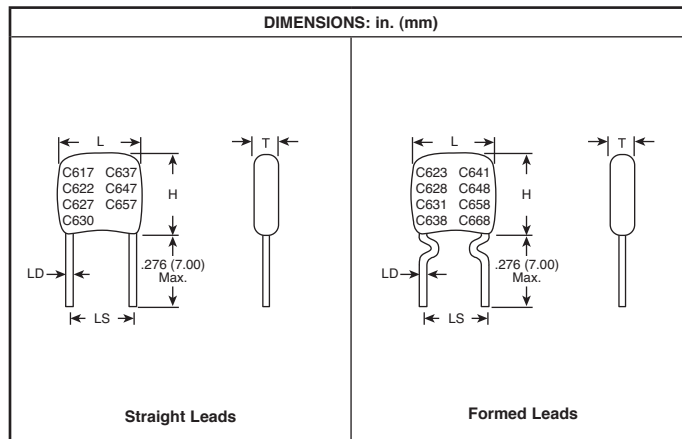 DIMENSIONS: in. (mm)
L
T
C617 C637
C622 C647
C627 C657
C630
H
.276 (7.00)
Max.
LD
LS
Straight Leads
L
T
C623 C641
C628 C648
C631 C658
C638 C668
H
.276 (7.00)
Max.
LD
LS
Formed Leads